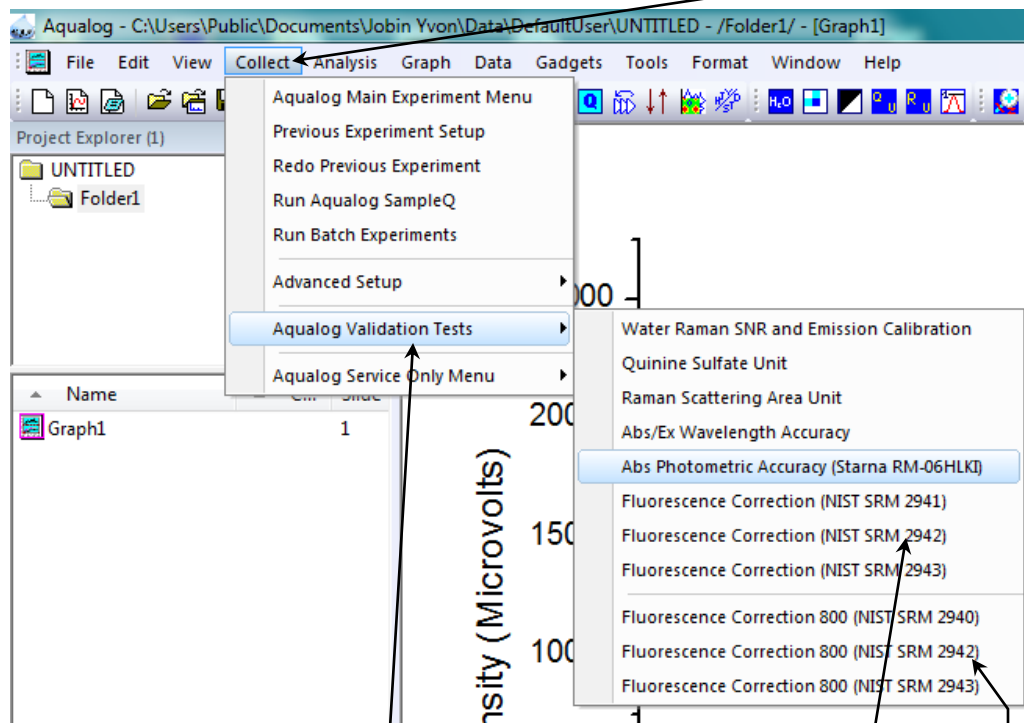 Aqualog - C:\Users\Public\Documents\Jobin Yvon\Data\DefaultUser\UNTITLED - /Folder1/ - [Graph1]
File Edit View Collect Analysis Graph Data Gadgets Tools Format Window Help
Project Explorer (1)
UNTITLED
Folder1
Aqualog Main Experiment Menu
Previous Experiment Setup
Redo Previous Experiment
Run Aqualog SampleQ
Run Batch Experiments
Advanced Setup
Aqualog Validation Tests
Aqualog Service Only Menu
Water Raman SNR and Emission Calibration
Quinine Sulfate Unit
Raman Scattering Area Unit
Abs/Ex Wavelength Accuracy
Abs Photometric Accuracy (Starna RM-06HLKI)
Fluorescence Correction (NIST SRM 2941)
Fluorescence Correction (NIST SRM 2942)
Fluorescence Correction (NIST SRM 2943)
Fluorescence Correction 800 (NIST SRM 2940)
Fluorescence Correction 800 (NIST SRM 2942)
Fluorescence Correction 800 (NIST SRM 2943)
Name Slide
Graph1 1
(Microvolts)